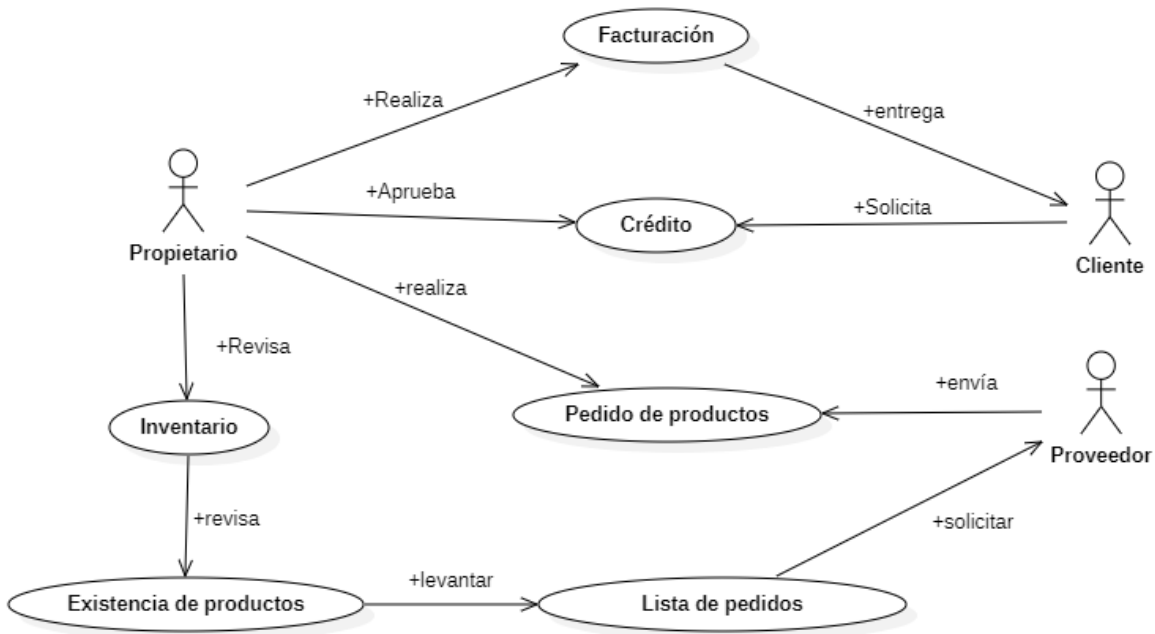 Facturación
+Realiza
+entrega
+Aprueba
+Solicita
Crédito
Propietario
Cliente
+realiza
+Revisa
+envía
Pedido de productos
Inventario
Proveedor
+revisa
+solicitar
+levantar
Existencia de productos
Lista de pedidos